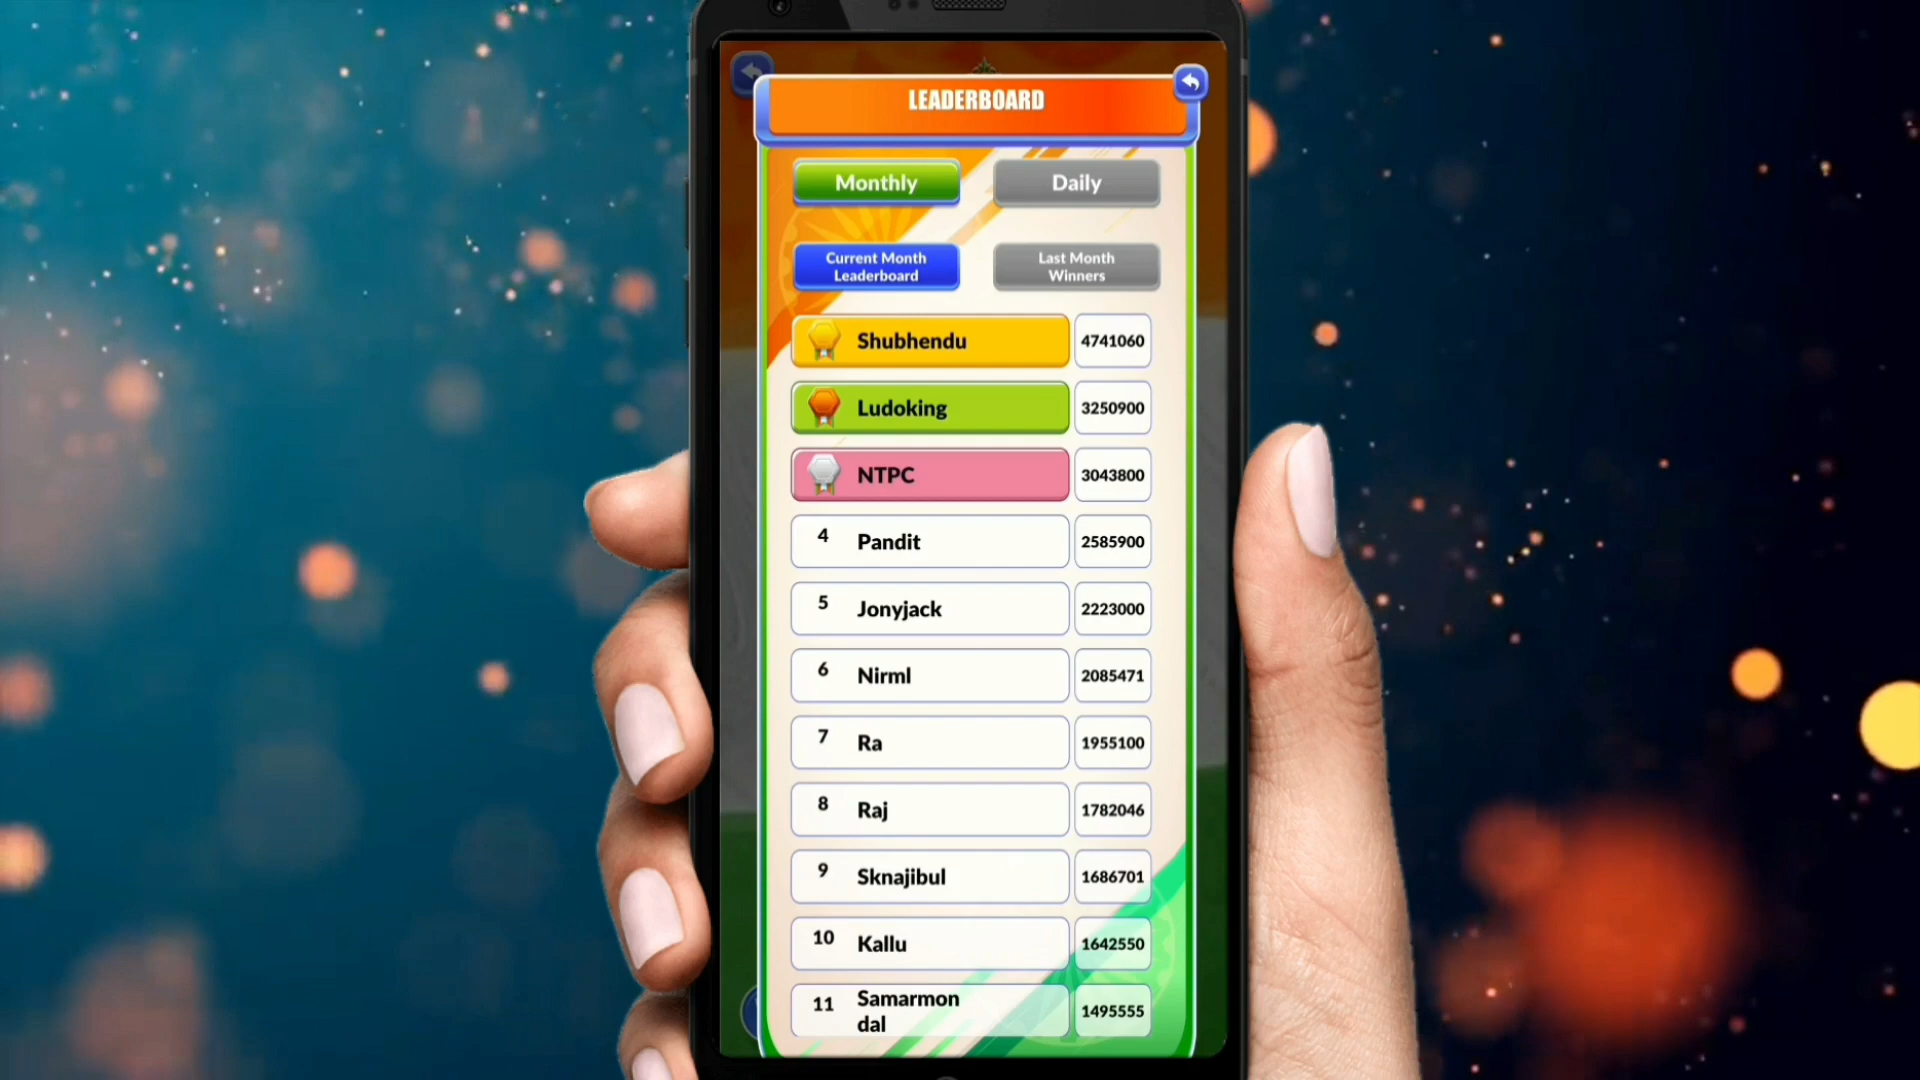 LEADERBOARD
Monthly
Daily
Current Month
Leaderboard
Last Month
Winners
Shubhendu 4741060
Ludoking 3250900
NTPC 3043800
4 Pandit 2585900
5 Jonyjack 2223000
6 Nirml 2085471
7 Ra 1955100
8 Raj 1782046
9 Sknajibul 1686701
10 Kallu 1642550
11 Samarmon
dal 1495555